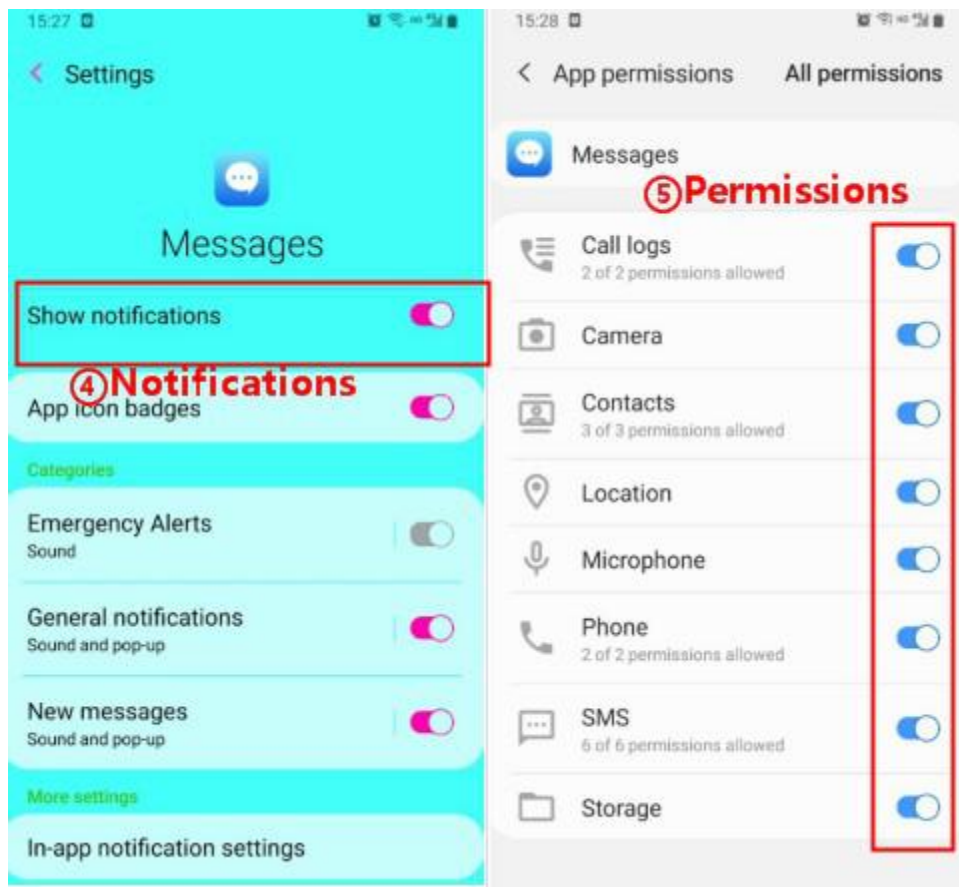 15:27
Settings
Messages
Show notifications
④Notifications
App icon badges
Categories
Emergency Alerts
Sound
General notifications
Sound and pop-up
New messages
Sound and pop-up
More settings
In-app notification settings
15:28
App permissions
All permissions
Messages
⑤Permissions
Call logs
2 of 2 permissions allowed
Camera
Contacts
3 of 3 permissions allowed
Location
Microphone
Phone
2 of 2 permissions allowed
SMS
6 of 6 permissions allowed
Storage